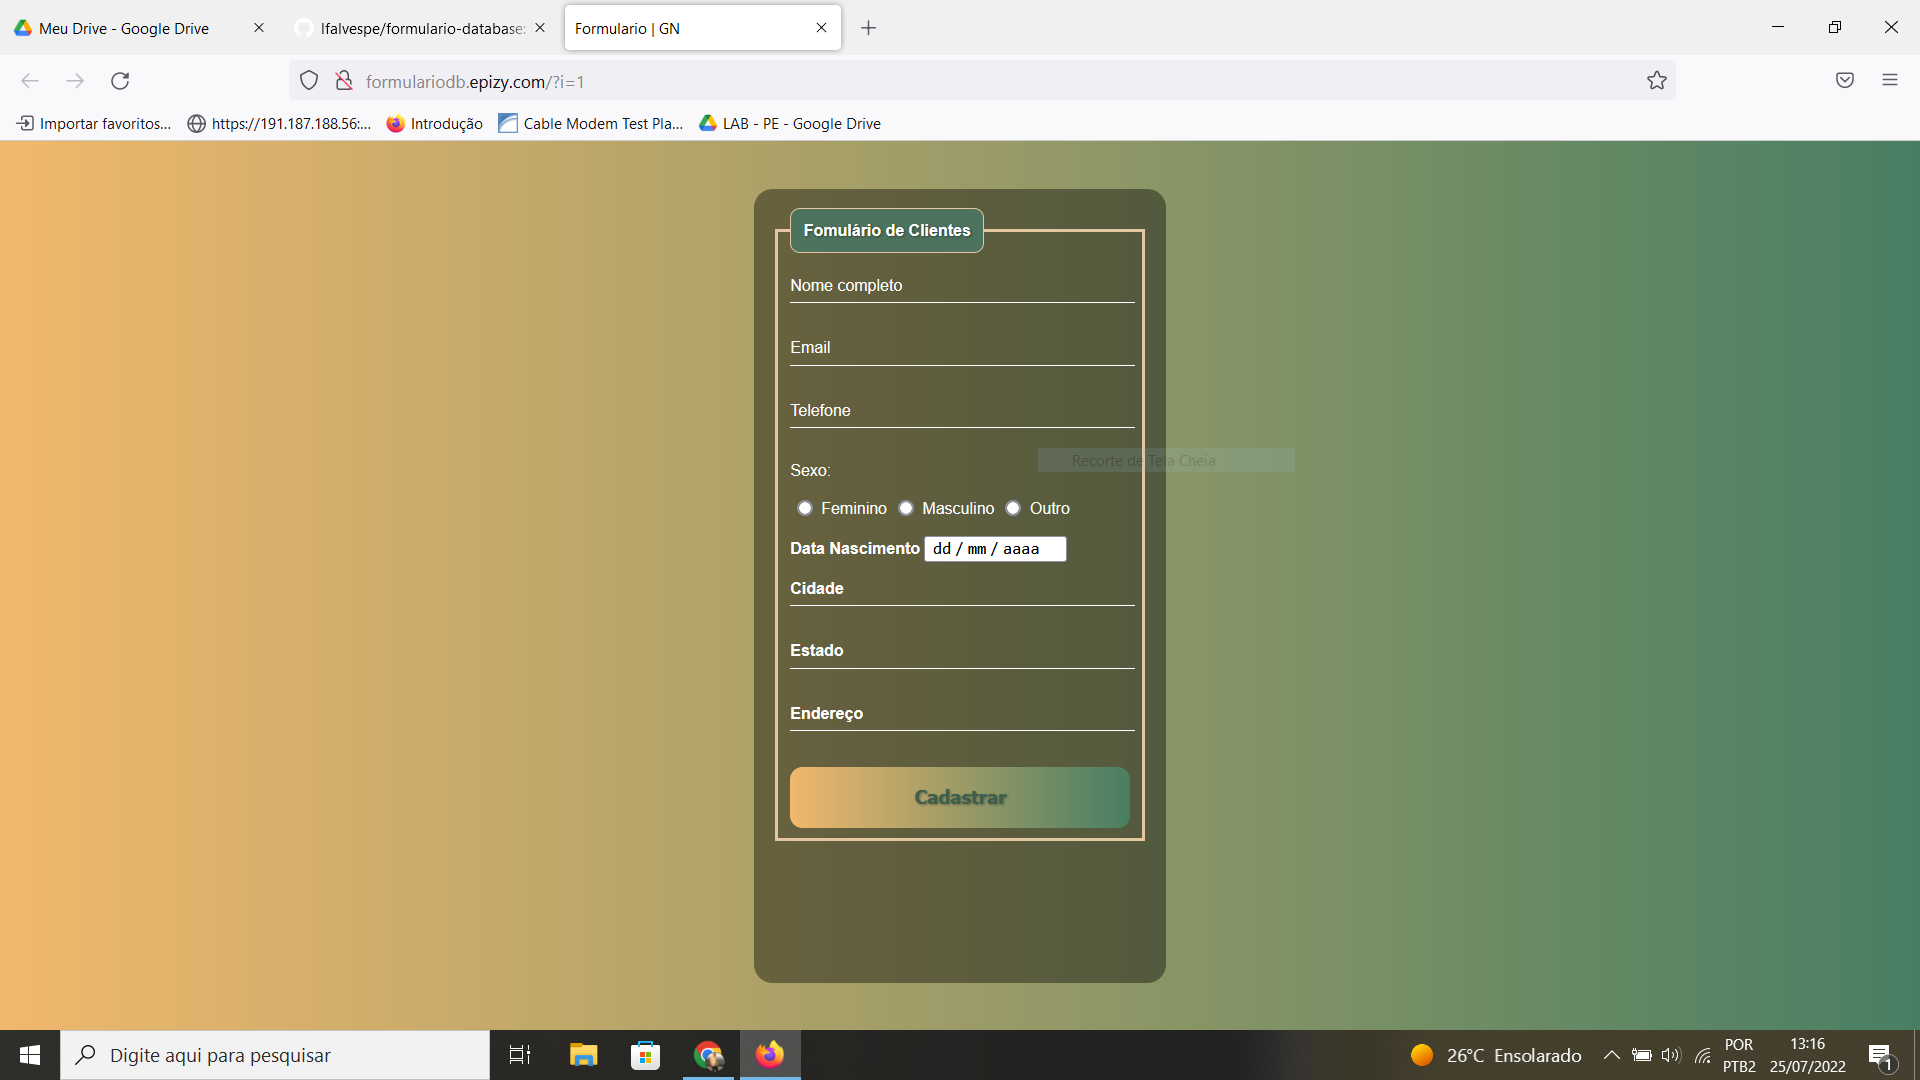 Meu Drive - Google Drive
lfalvespe/formulario-database:
Formulario | GN
formulariodb.epizy.com/?i=1
Importar favoritos...
https://191.187.188.56:...
Introdução
Cable Modem Test Pla...
LAB - PE - Google Drive
Fomulário de Clientes
Nome completo
Email
Telefone
Recorte de Tela Cheia
Sexo:
Feminino Masculino Outro
Data Nascimento dd / mm / aaaa
Cidade
Estado
Endereço
Cadastrar
Digite aqui para pesquisar
26°C Ensolarado
POR
PTB2
13:16
25/07/2022
1